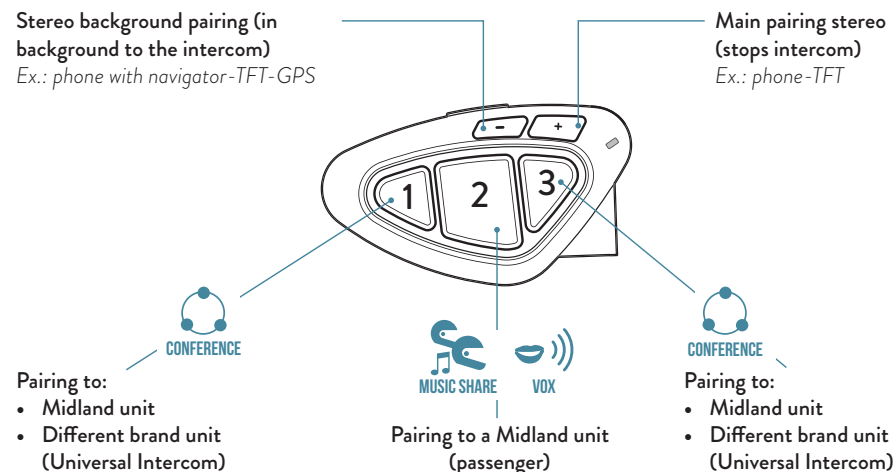 Stereo background pairing (in
background to the intercom)
Ex.: phone with navigator-TFT-GPS
Main pairing stereo
(stops intercom)
Ex.: phone-TFT
- +
1 2 3
CONFERENCE
MUSIC SHARE VOX
CONFERENCE
Pairing to:
• Midland unit
• Different brand unit
(Universal Intercom)
Pairing to a Midland unit
(passenger)
Pairing to:
• Midland unit
• Different brand unit
(Universal Intercom)